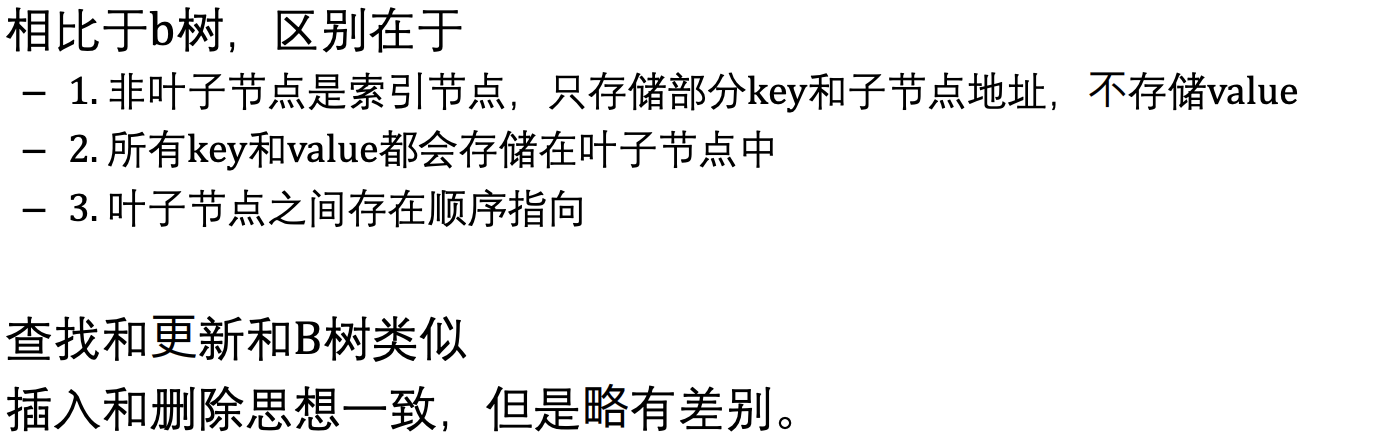 相比于b树，区别在于
– 1. 非叶子节点是索引节点，只存储部分key和子节点地址，不存储value
– 2. 所有key和value都会存储在叶子节点中
– 3. 叶子节点之间存在顺序指向
查找和更新和B树类似
插入和删除思想一致，但是略有差别。